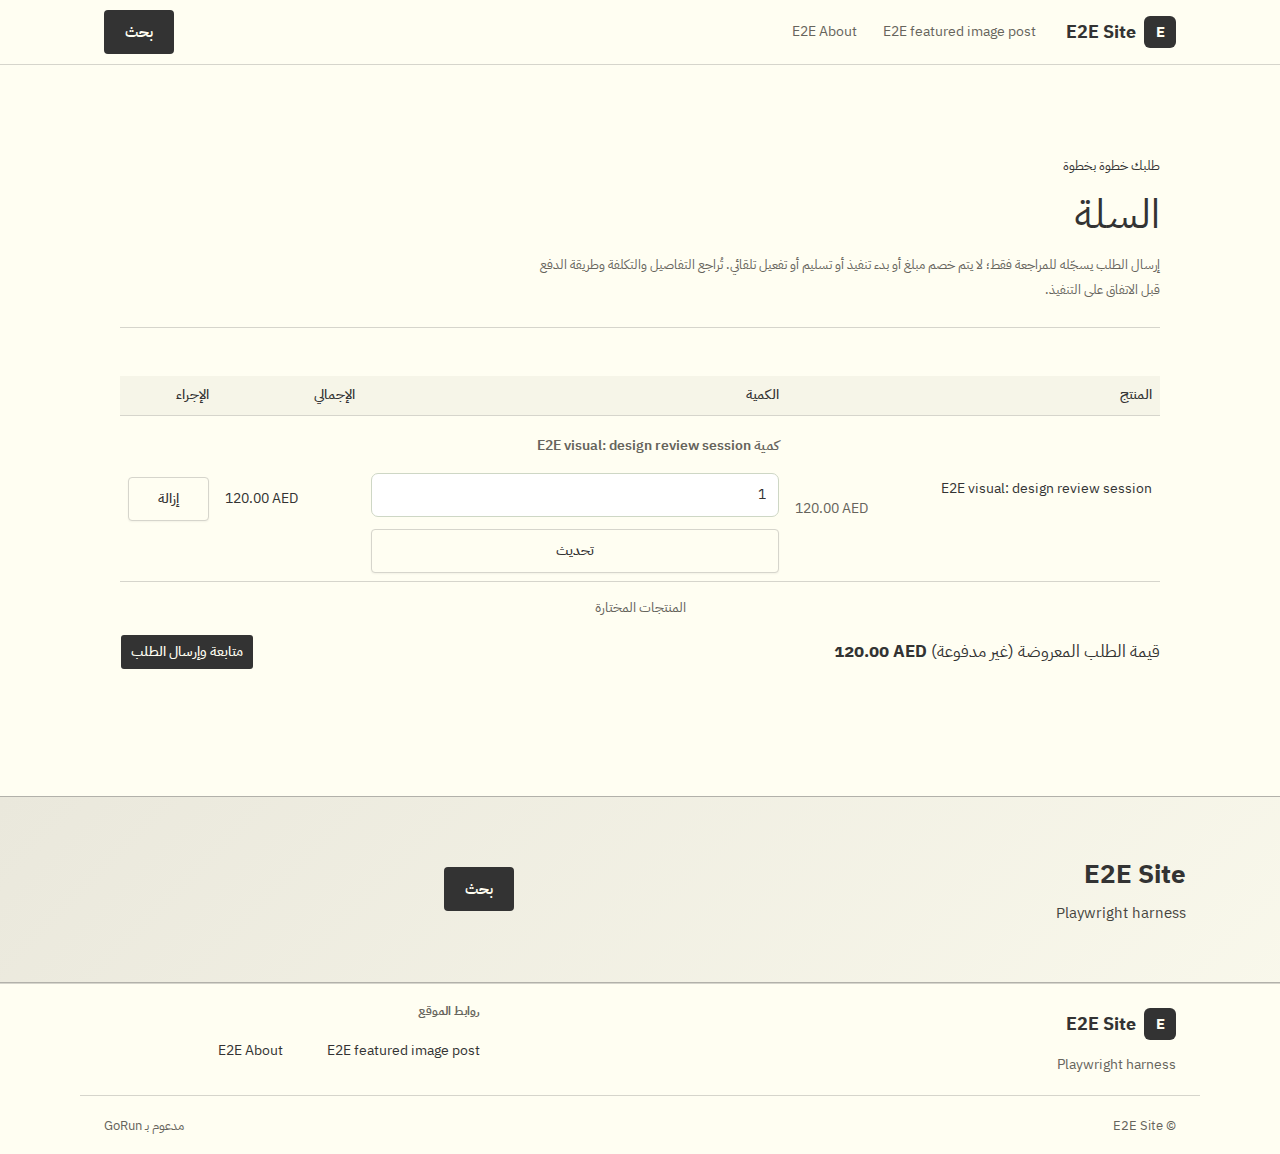 E E2E Site E2E featured image post E2E About بحث
طلبك خطوة بخطوة
السلة
إرسال الطلب يسجّله للمراجعة فقط؛ لا يتم خصم مبلغ أو بدء تنفيذ أو تسليم أو تفعيل تلقائي. تُراجع التفاصيل والتكلفة وطريقة الدفع
قبل الاتفاق على التنفيذ.
المنتج الكمية الإجمالي الإجراء
كمية E2E visual: design review session
E2E visual: design review session
120.00 AED
1
تحديث
120.00 AED
إزالة
المنتجات المختارة
قيمة الطلب المعروضة (غير مدفوعة) 120.00 AED
متابعة وإرسال الطلب
E2E Site
Playwright harness
بحث
E E2E Site
Playwright harness
روابط الموقع
E2E featured image post E2E About
© E2E Site
مدعوم بـ GoRun